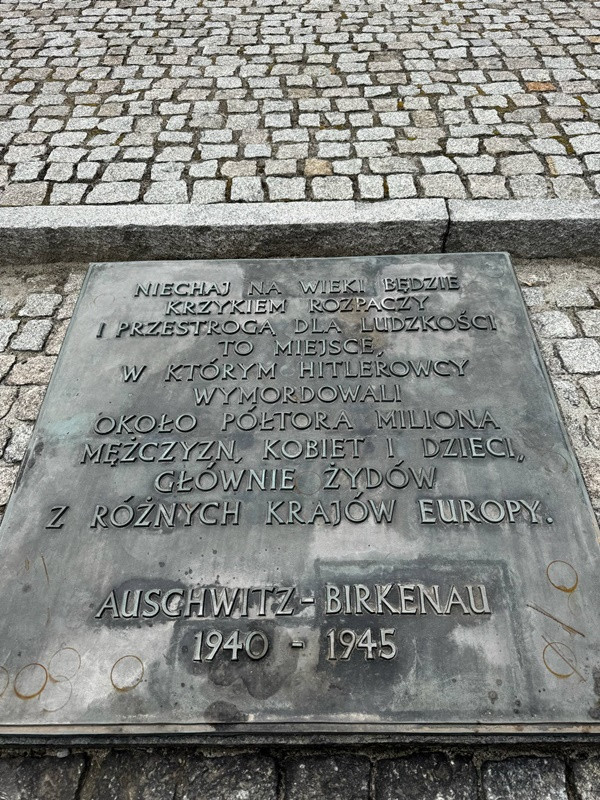 NIECHAJ NA WIEKI BĘDZIE
KRZYKIEM ROZPACZY
I PRZESTROGĄ DLA LUDZKOŚCI
TO MIEJSCE,
W KTÓRYM HITLEROWCY
WYMORDOWALI
OKOŁO PÓŁTORA MILIONA
MĘŻCZYZN, KOBIET I DZIECI,
GŁÓWNIE ŻYDÓW
Z RÓŻNYCH KRAJÓW EUROPY.
AUSCHWITZ - BIRKENAU
1940 - 1945